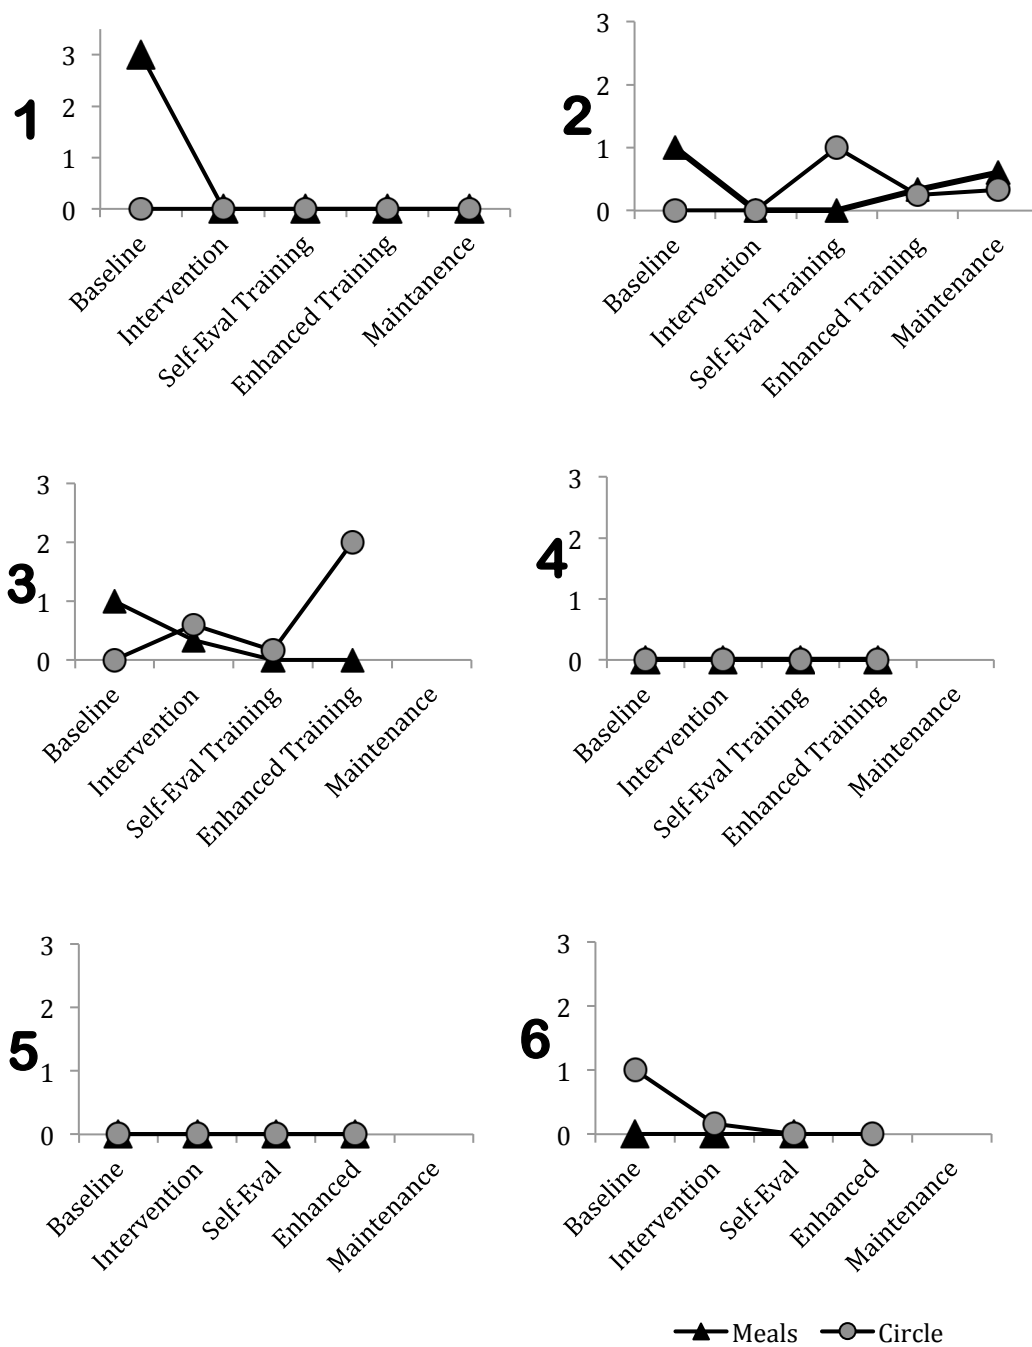 1
3
2
1
0
Baseline
Intervention
Self-Eval Training
Enhanced Training
Maintanence
2
3
2
1
0
Baseline
Intervention
Self-Eval Training
Enhanced Training
Maintenance
3
3
2
1
0
Baseline
Intervention
Self-Eval Training
Enhanced Training
Maintenance
4
3
2
1
0
Baseline
Intervention
Self-Eval Training
Enhanced Training
Maintenance
5
3
2
1
0
Baseline
Intervention
Self-Eval
Enhanced
Maintenance
6
3
2
1
0
Baseline
Intervention
Self-Eval
Enhanced
Maintenance
Meals Circle